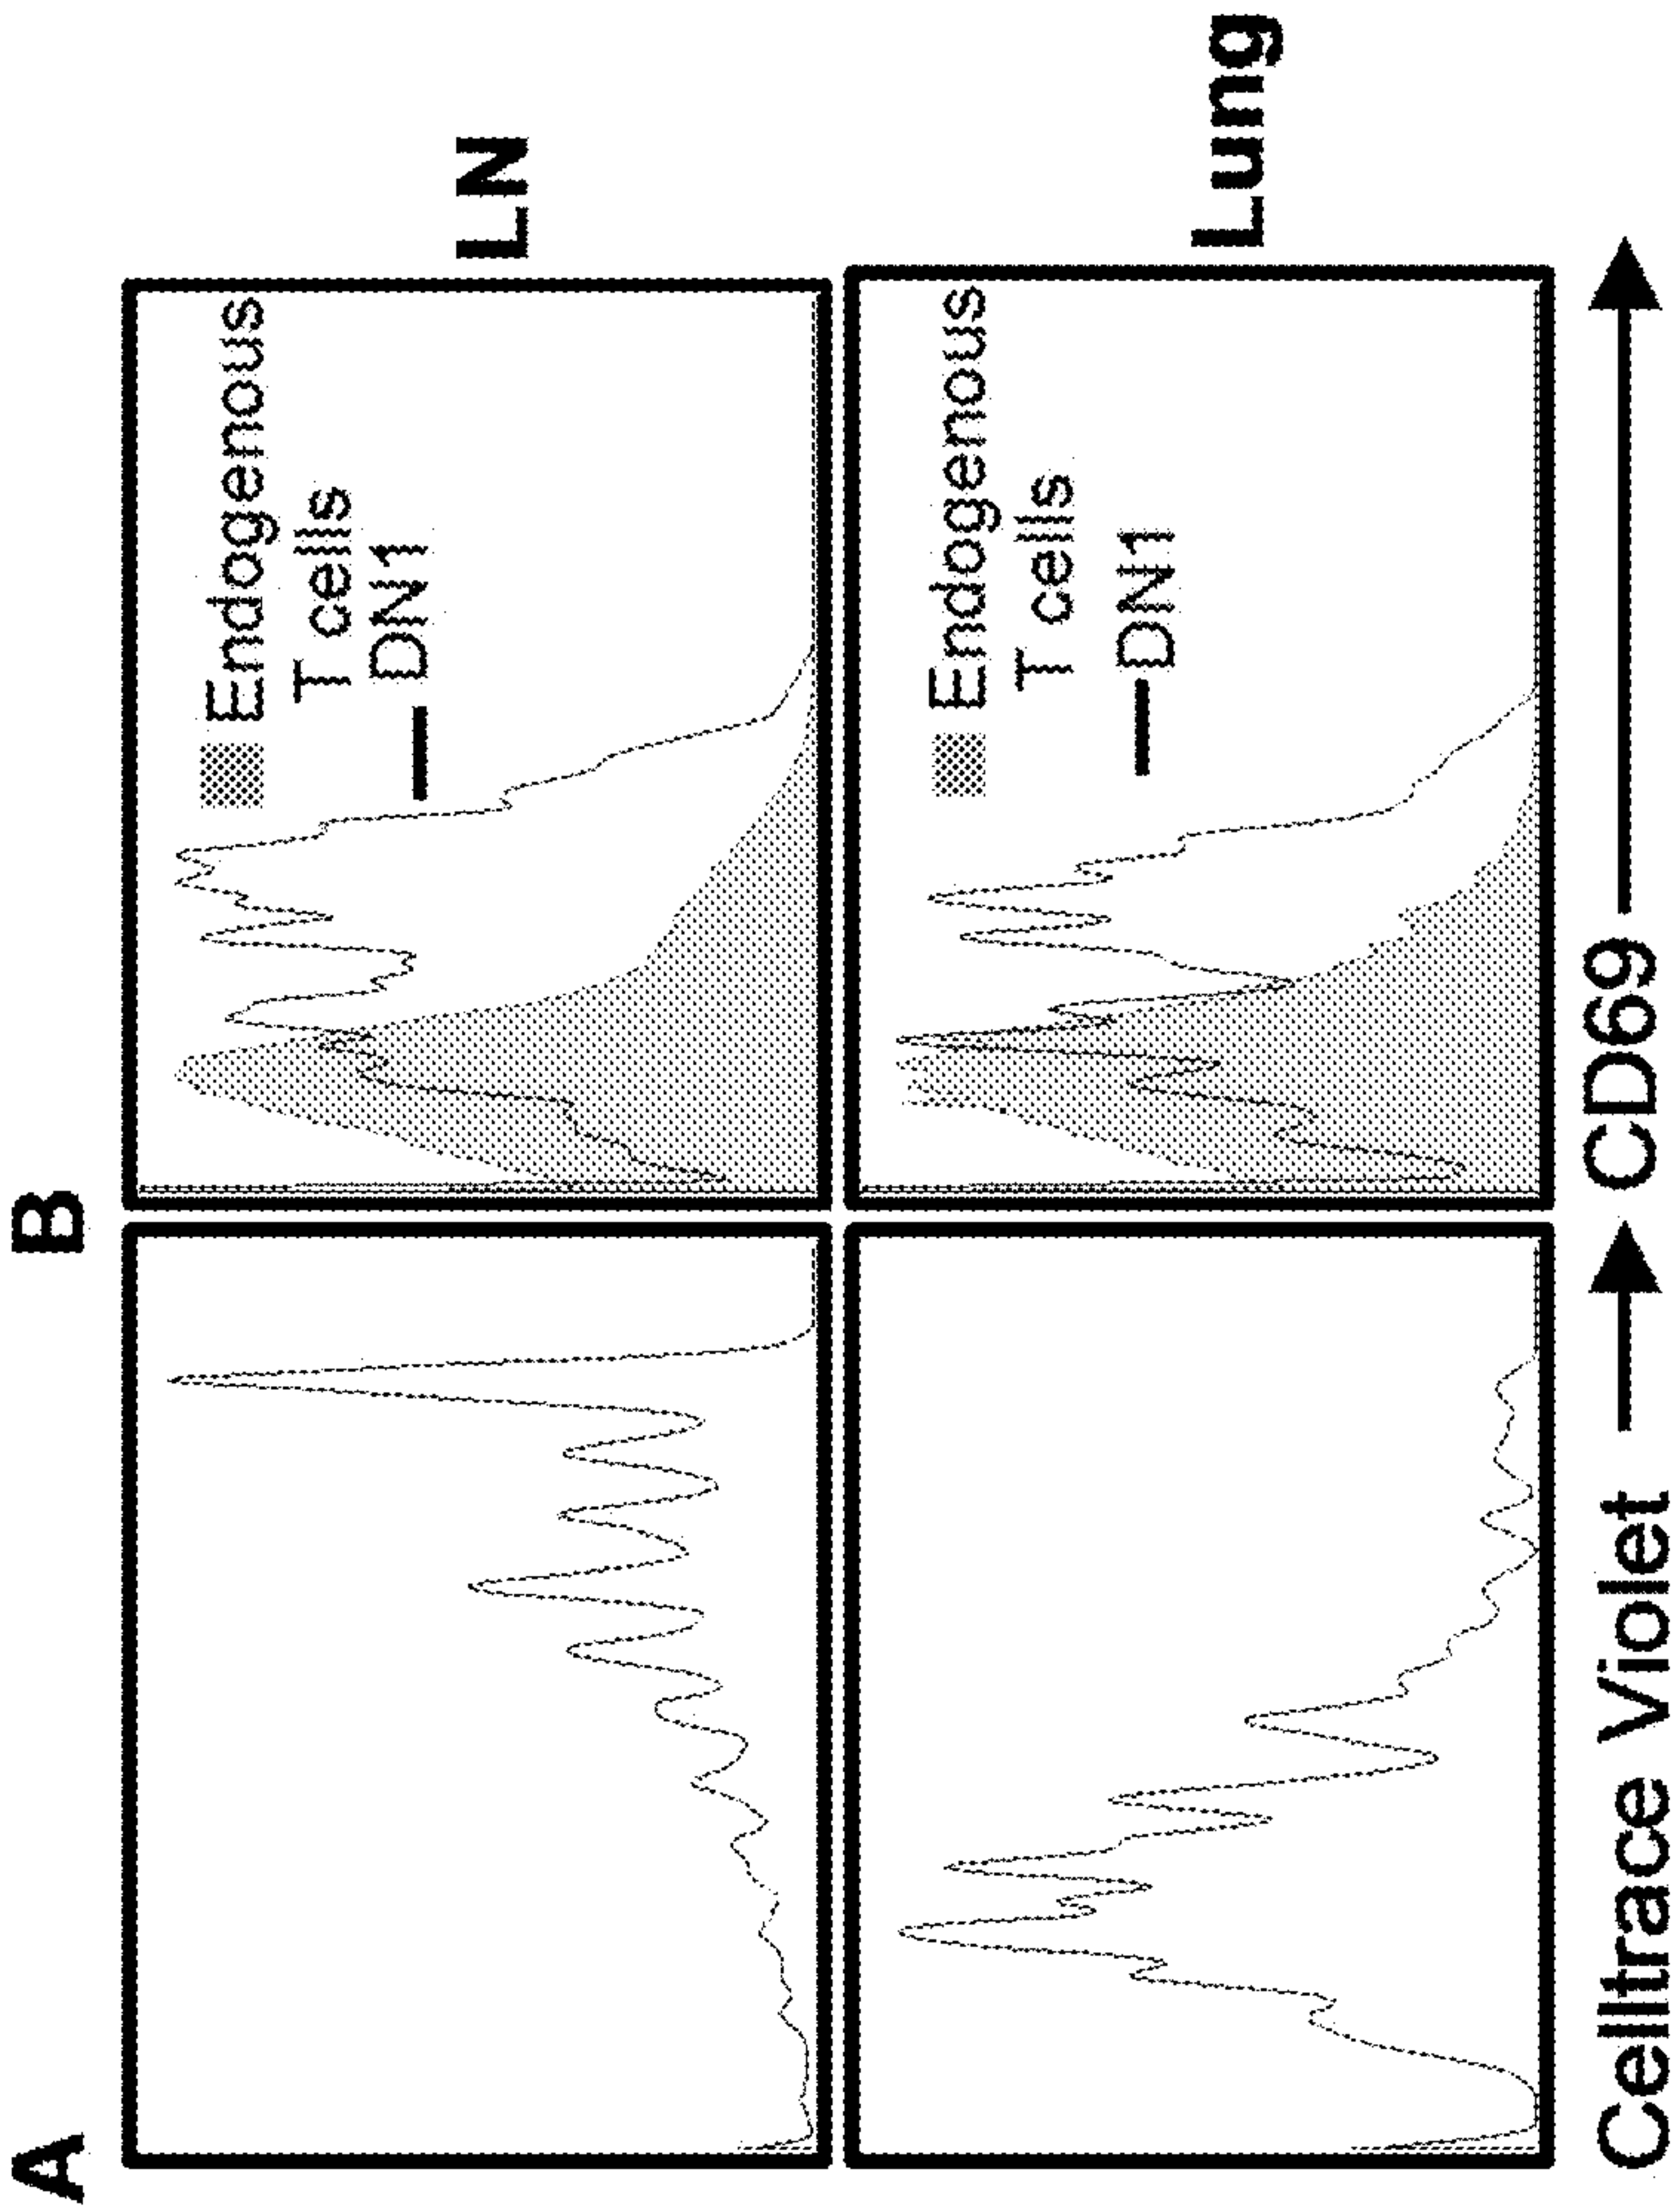 A
B
Endogenous
T cells
DN1
LN
Endogenous
T cells
DN1
Lung
Celltrace Violet
CD69